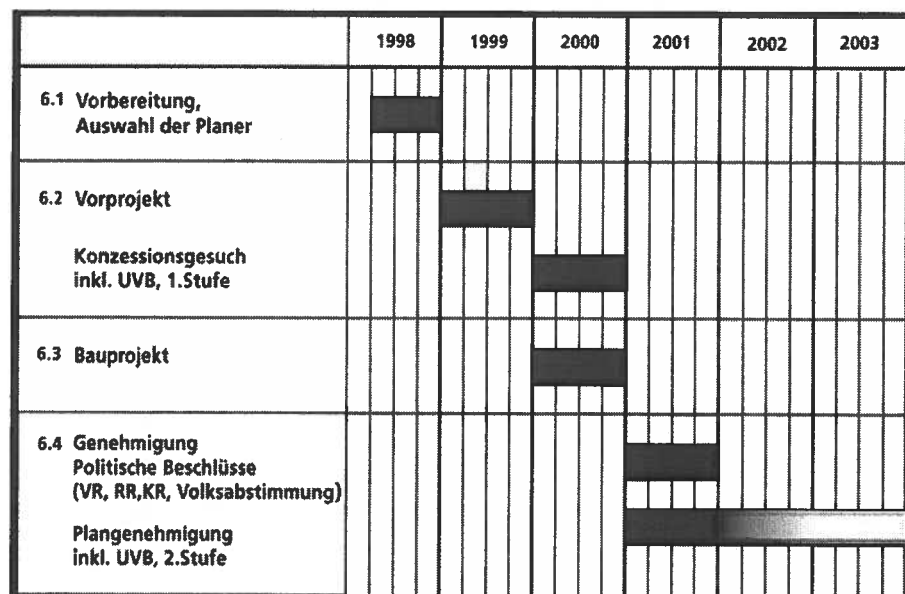 1998 1999 2000 2001 2002 2003
6.1 Vorbereitung,
Auswahl der Planer
6.2 Vorprojekt
Konzessionsgesuch
inkl. UVB, 1.Stufe
6.3 Bauprojekt
6.4 Genehmigung
Politische Beschlüsse
(VR, RR,KR, Volksabstimmung)
Plangenehmigung
inkl. UVB, 2.Stufe